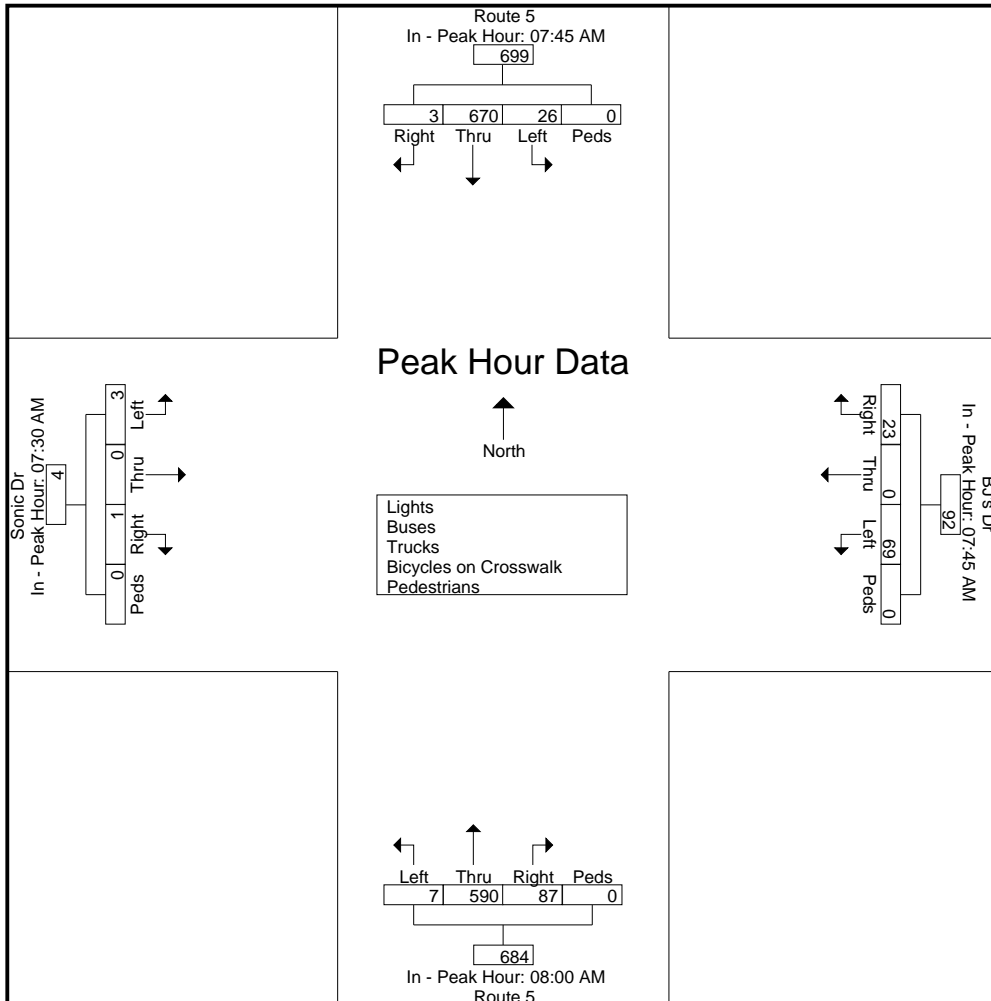 Route 5
In - Peak Hour: 07:45 AM
699
3 670 26 0
Right Thru Left Peds
Peak Hour Data
North
Lights
Buses
Trucks
Bicycles on Crosswalk
Pedestrians
Sonic Dr
In - Peak Hour: 07:30 AM
4
3 0 1 0
Left Thru Right Peds
BJ's Dr
In - Peak Hour: 07:45 AM
92
23 0 69 0
Right Thru Left Peds
Left Thru Right Peds
7 590 87 0
684
In - Peak Hour: 08:00 AM
Route 5